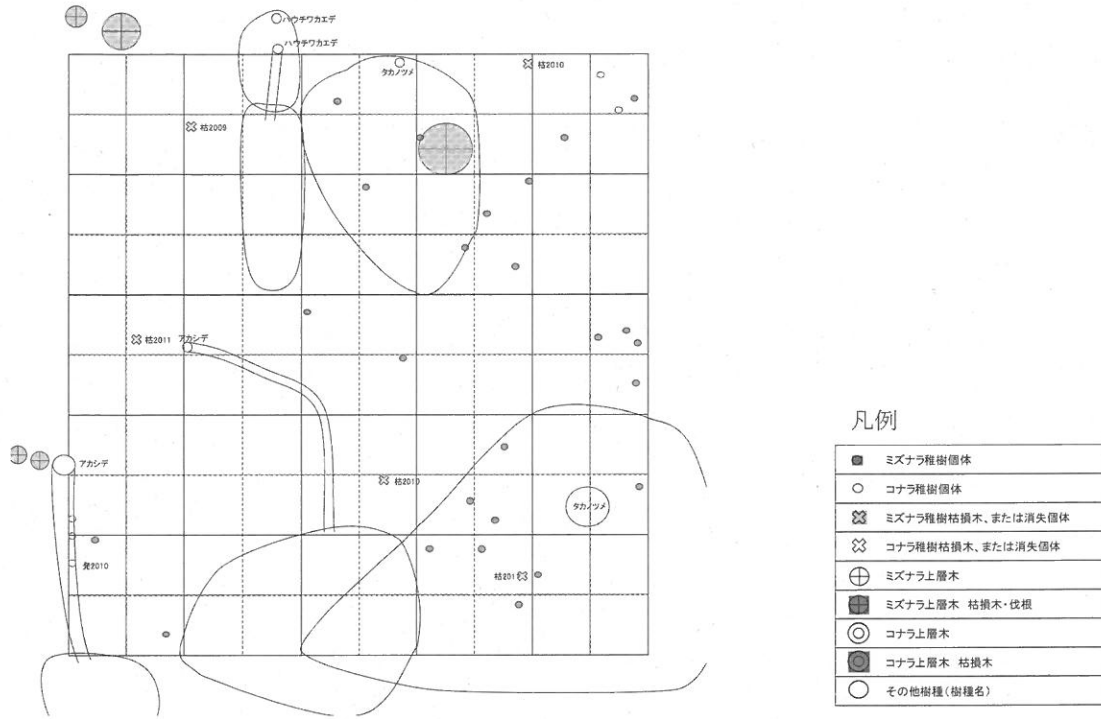 ハウチワカエデ
ハウチワカエデ
タカノツメ
枯2010
枯2009
枯2011
アカシデ
アカシデ
枯2010
タカノツメ
発2010
枯201
凡例
ミズナラ稚樹個体
コナラ稚樹個体
ミズナラ稚樹枯損木、または消失個体
コナラ稚樹枯損木、または消失個体
ミズナラ上層木
ミズナラ上層木 枯損木・伐根
コナラ上層木
コナラ上層木 枯損木
その他樹種(樹種名)